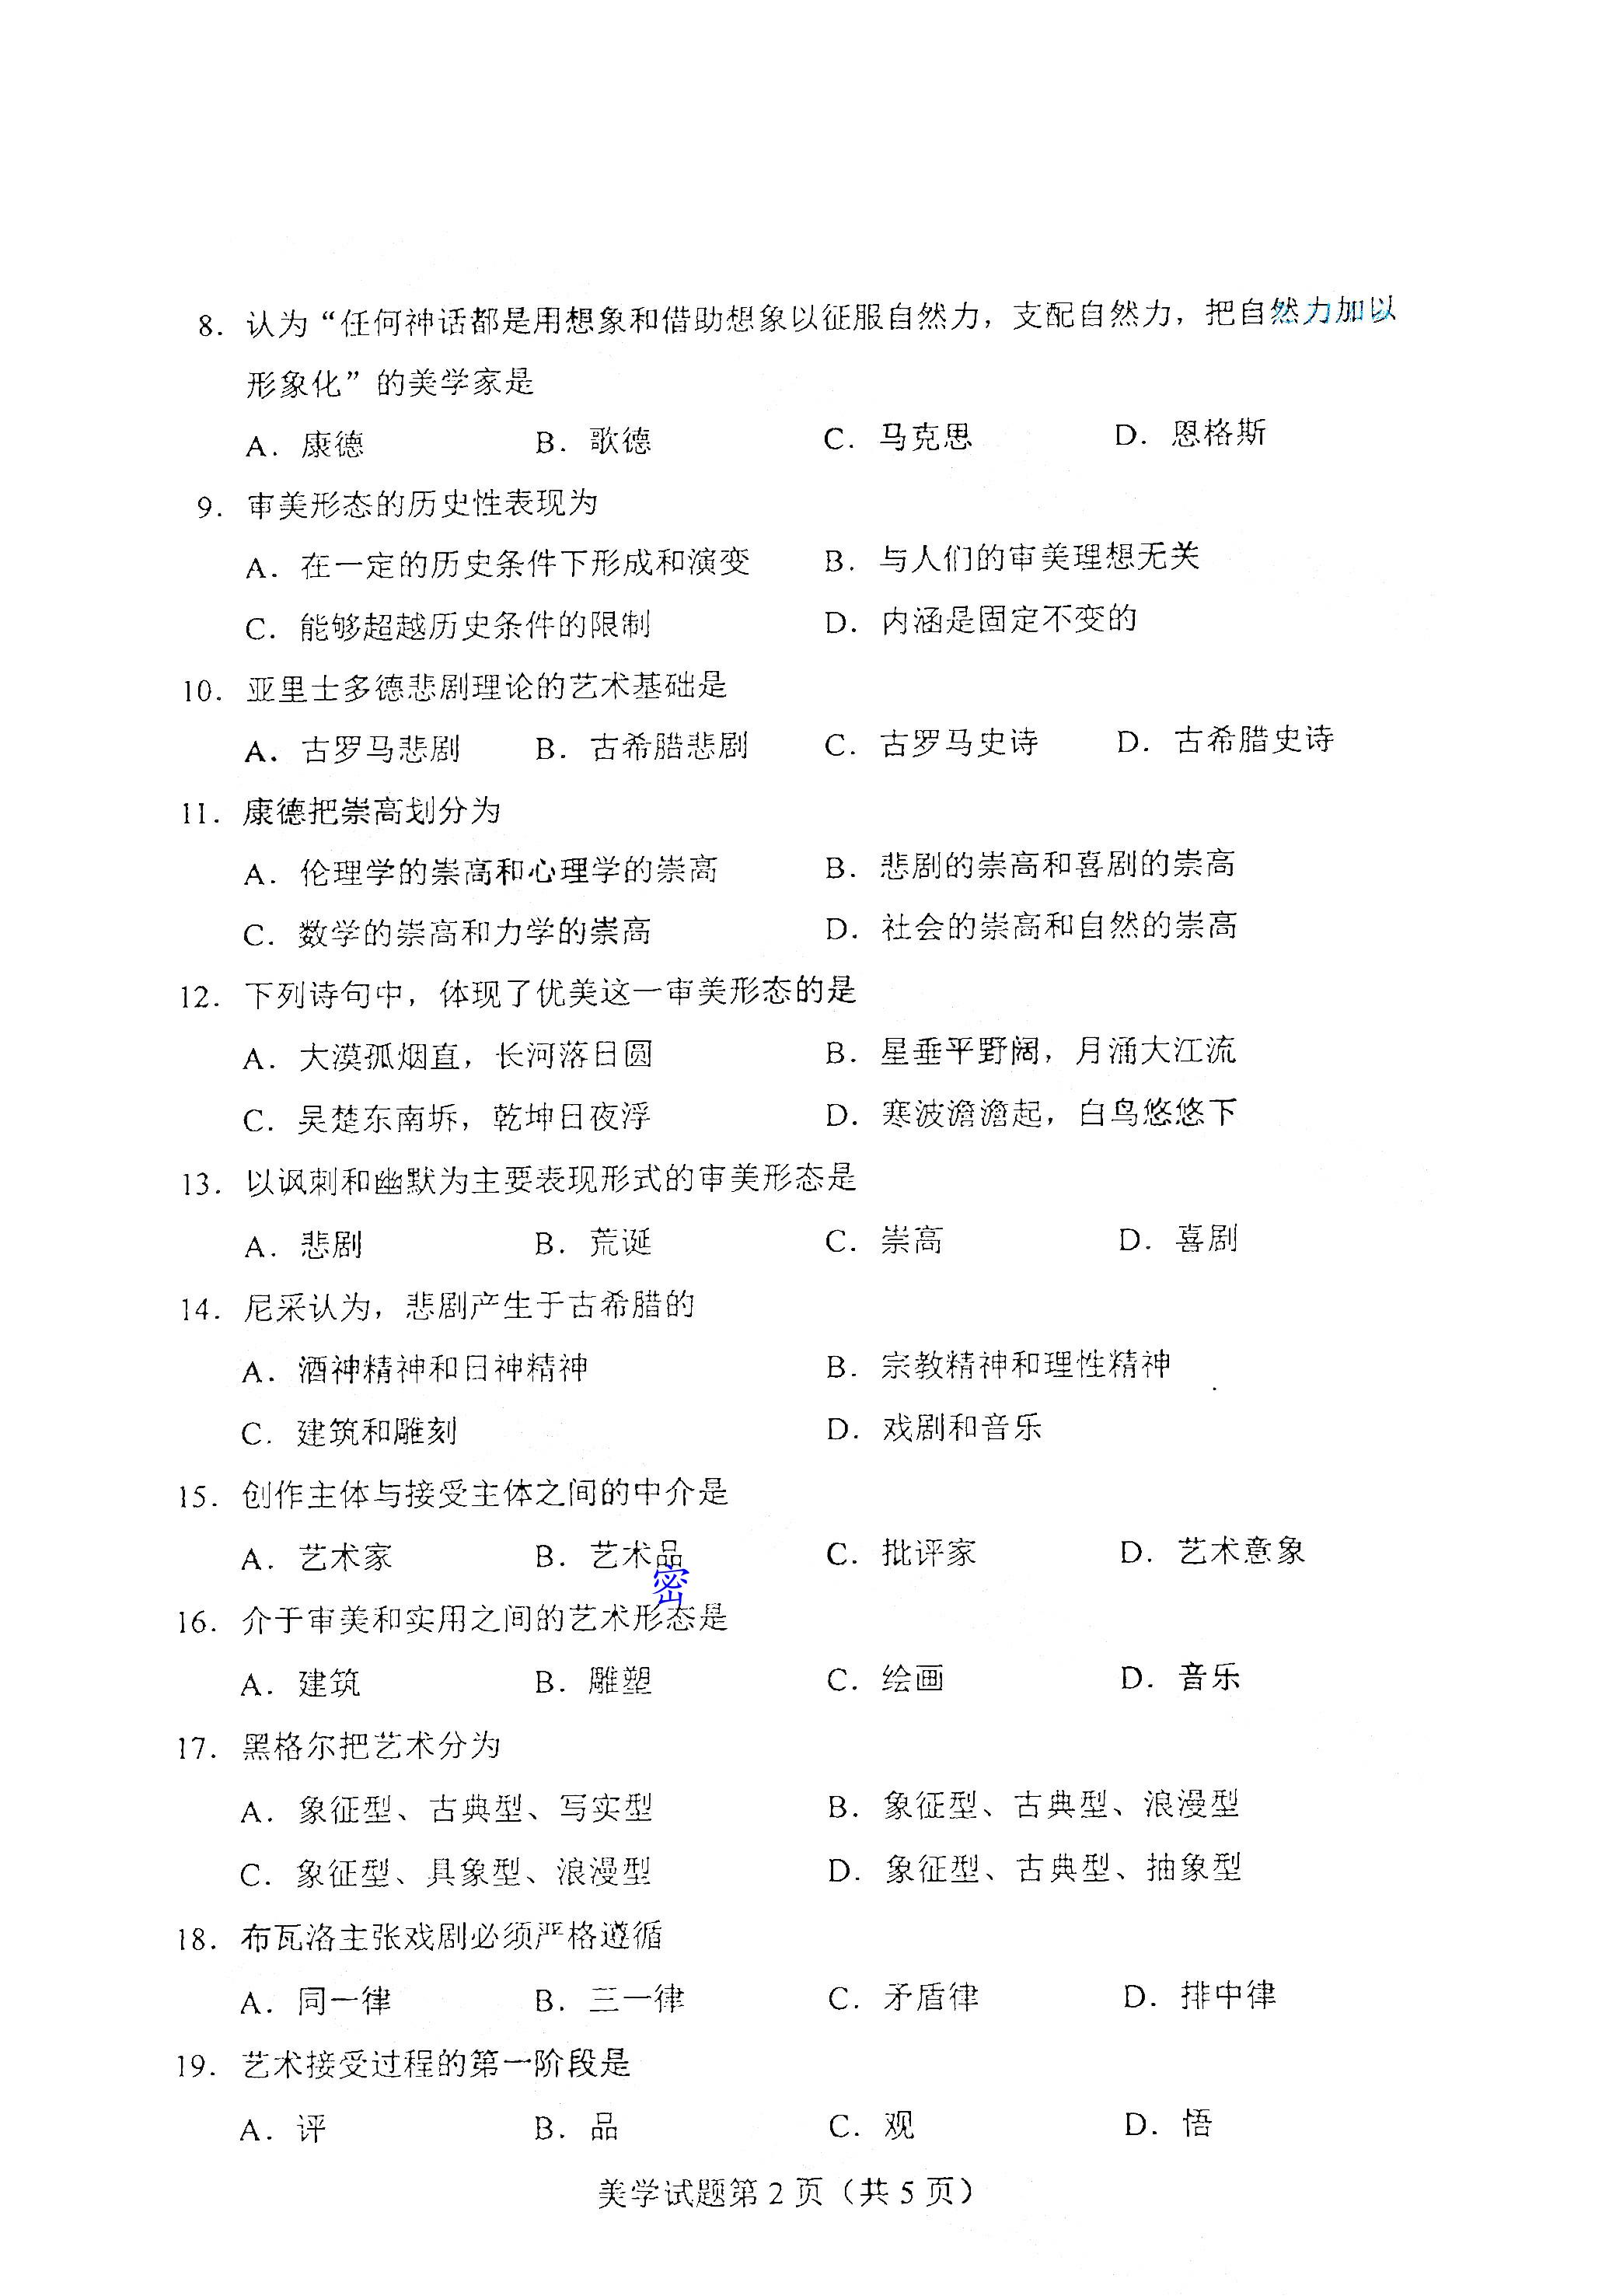 8．认为“任何神话都是用想象和借助想象以征服自然力，支配自然力，把自然力加以
形象化”的美学家是
A．康德 B．歌德 C．马克思 D．恩格斯
9．审美形态的历史性表现为
A．在一定的历史条件下形成和演变 B．与人们的审美理想无关
C．能够超越历史条件的限制 D．内涵是固定不变的
10．亚里士多德悲剧理论的艺术基础是
A．古罗马悲剧 B．古希腊悲剧 C．古罗马史诗 D．古希腊史诗
11．康德把崇高划分为
A．伦理学的崇高和心理学的崇高 B．悲剧的崇高和喜剧的崇高
C．数学的崇高和力学的崇高 D．社会的崇高和自然的崇高
12．下列诗句中，体现了优美这一审美形态的是
A．大漠孤烟直，长河落日圆 B．星垂平野阔，月涌大江流
C．吴楚东南坼，乾坤日夜浮 D．寒波澹澹起，白鸟悠悠下
13．以讽刺和幽默为主要表现形式的审美形态是
A．悲剧 B．荒诞 C．崇高 D．喜剧
14．尼采认为，悲剧产生于古希腊的
A．酒神精神和日神精神 B．宗教精神和理性精神
C．建筑和雕刻 D．戏剧和音乐
15．创作主体与接受主体之间的中介是
A．艺术家 B．艺术品 C．批评家 D．艺术意象
密
16．介于审美和实用之间的艺术形态是
A．建筑 B．雕塑 C．绘画 D．音乐
17．黑格尔把艺术分为
A．象征型、古典型、写实型 B．象征型、古典型、浪漫型
C．象征型、具象型、浪漫型 D．象征型、古典型、抽象型
18．布瓦洛主张戏剧必须严格遵循
A．同一律 B．三一律 C．矛盾律 D．排中律
19．艺术接受过程的第一阶段是
A．评 B．品 C．观 D．悟
美学试题第 2 页（共 5 页）